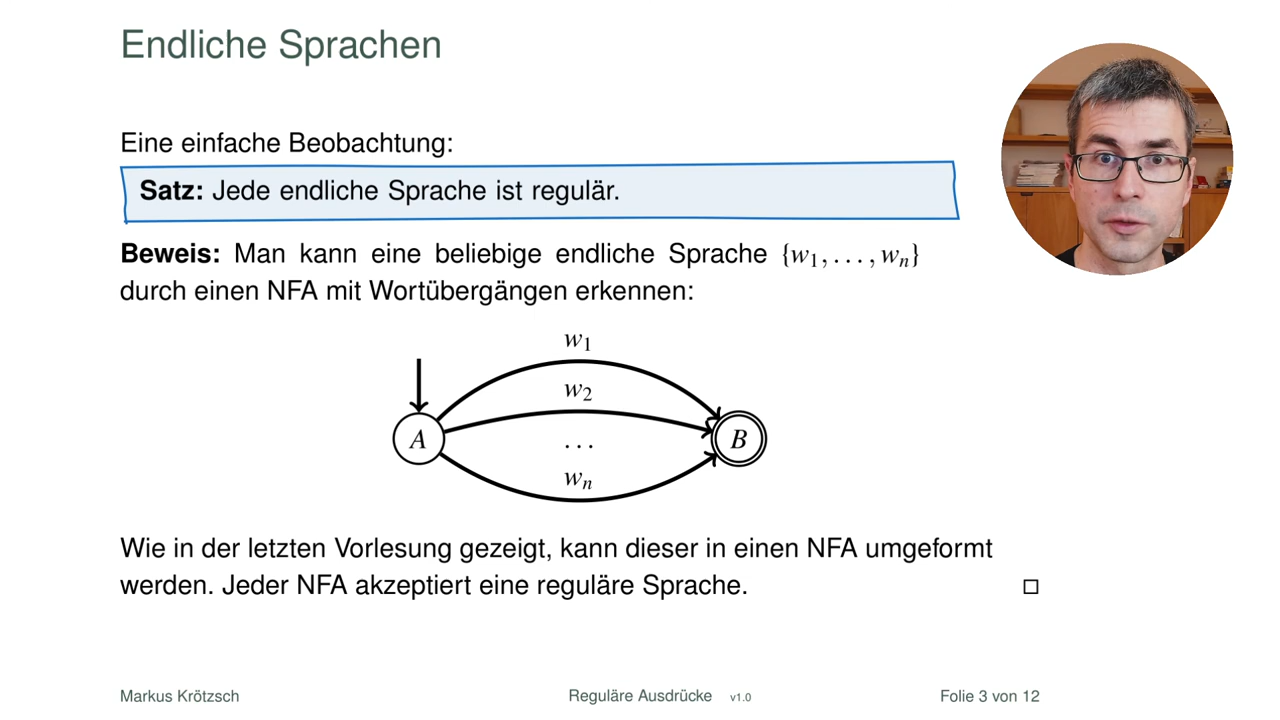 Endliche Sprachen
Eine einfache Beobachtung:
Satz: Jede endliche Sprache ist regulär.
Beweis: Man kann eine beliebige endliche Sprache {w₁, . . . , wₙ}
durch einen NFA mit Wortübergängen erkennen:
w₁
w₂
A
. . .
B
wₙ
Wie in der letzten Vorlesung gezeigt, kann dieser in einen NFA umgeformt
werden. Jeder NFA akzeptiert eine reguläre Sprache. □
Markus Krötzsch
Reguläre Ausdrücke v1.0
Folie 3 von 12